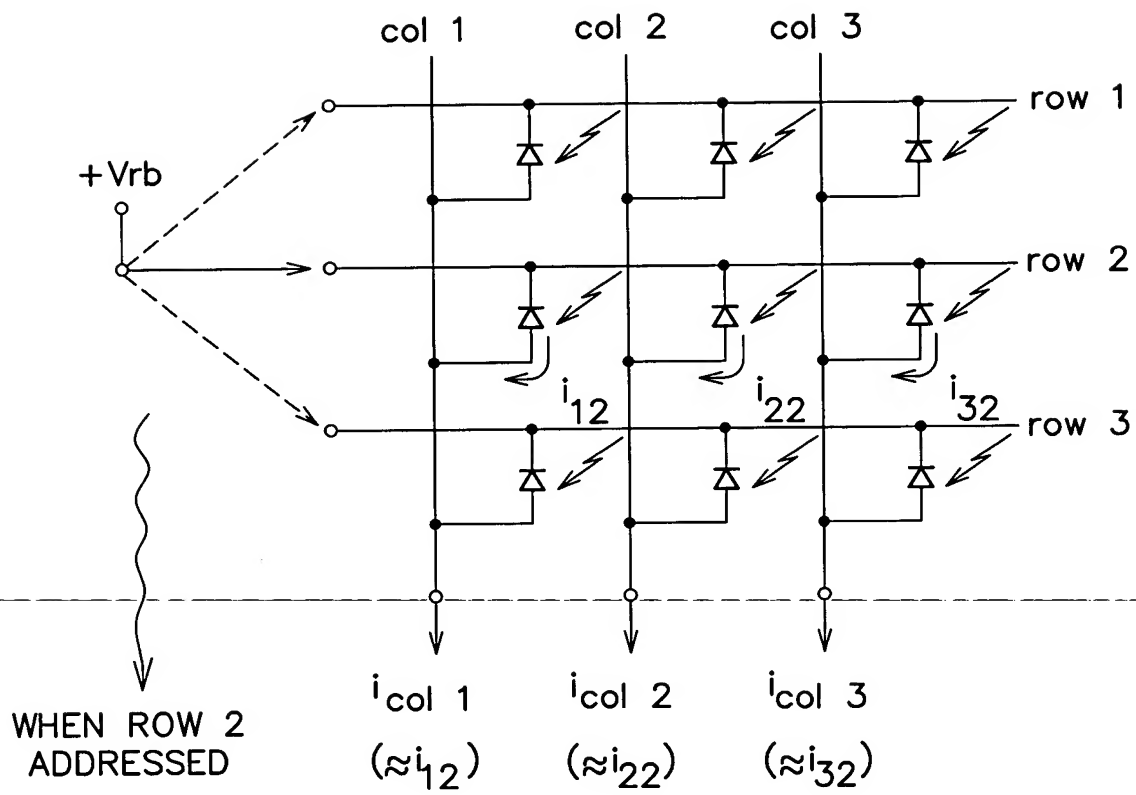 col 1 col 2 col 3
row 1
+Vrb
row 2
i12 i22 i32
row 3
icol 1 icol 2 icol 3
WHEN ROW 2
ADDRESSED
(≈i12) (≈i22) (≈i32)